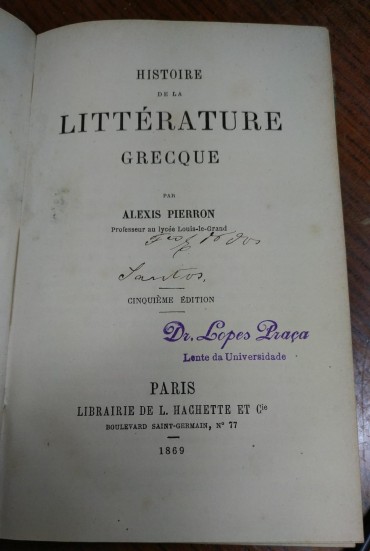 HISTOIRE
DE LA
LITTÉRATURE
GRECQUE
PAR
ALEXIS PIERRON
Professeur au lycée Louis-le-Grand
Santos,
CINQUIÈME ÉDITION
Dr. Lopes Praça
Lente da Universidade
PARIS
LIBRAIRIE DE L. HACHETTE ET Cie
BOULEVARD SAINT-GERMAIN, N° 77
1869